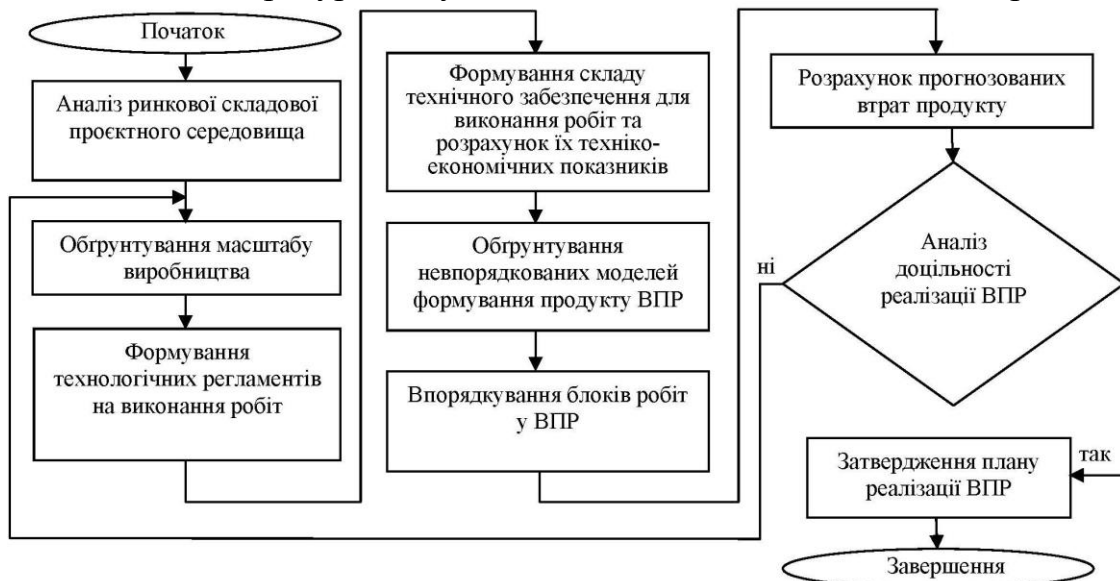 Початок
Аналіз ринкової складової
проєктного середовища
Обґрунтування масштабу
виробництва
Формування
технологічних регламентів
на виконання робіт
Формування складу
технічного забезпечення для
виконання робіт та
розрахунок їх техніко-
економічних показників
Обґрунтування
невпорядкованих моделей
формування продукту ВПР
Впорядкування блоків робіт
у ВПР
Розрахунок прогнозованих
втрат продукту
Аналіз
доцільності
реалізації ВПР
ні
так
Затвердження плану
реалізації ВПР
Завершення